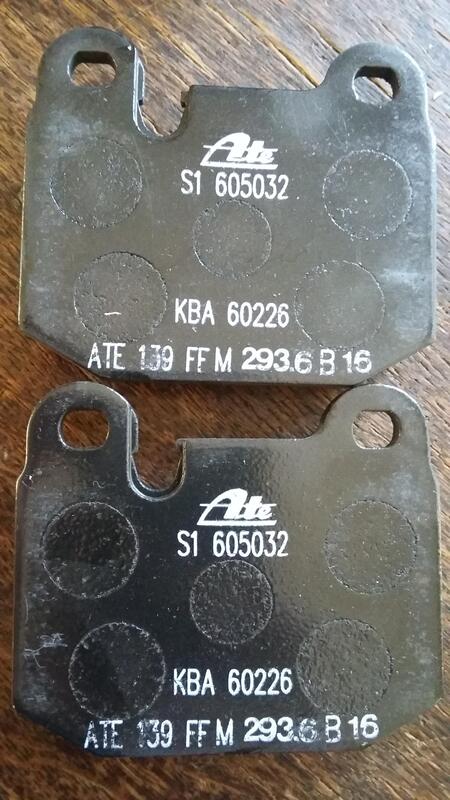 Ate
S1 605032
KBA 60226
ATE 139 FF M 293.6 B 16
Ate
S1 605032
KBA 60226
ATE 139 FF M 293.6 B 16